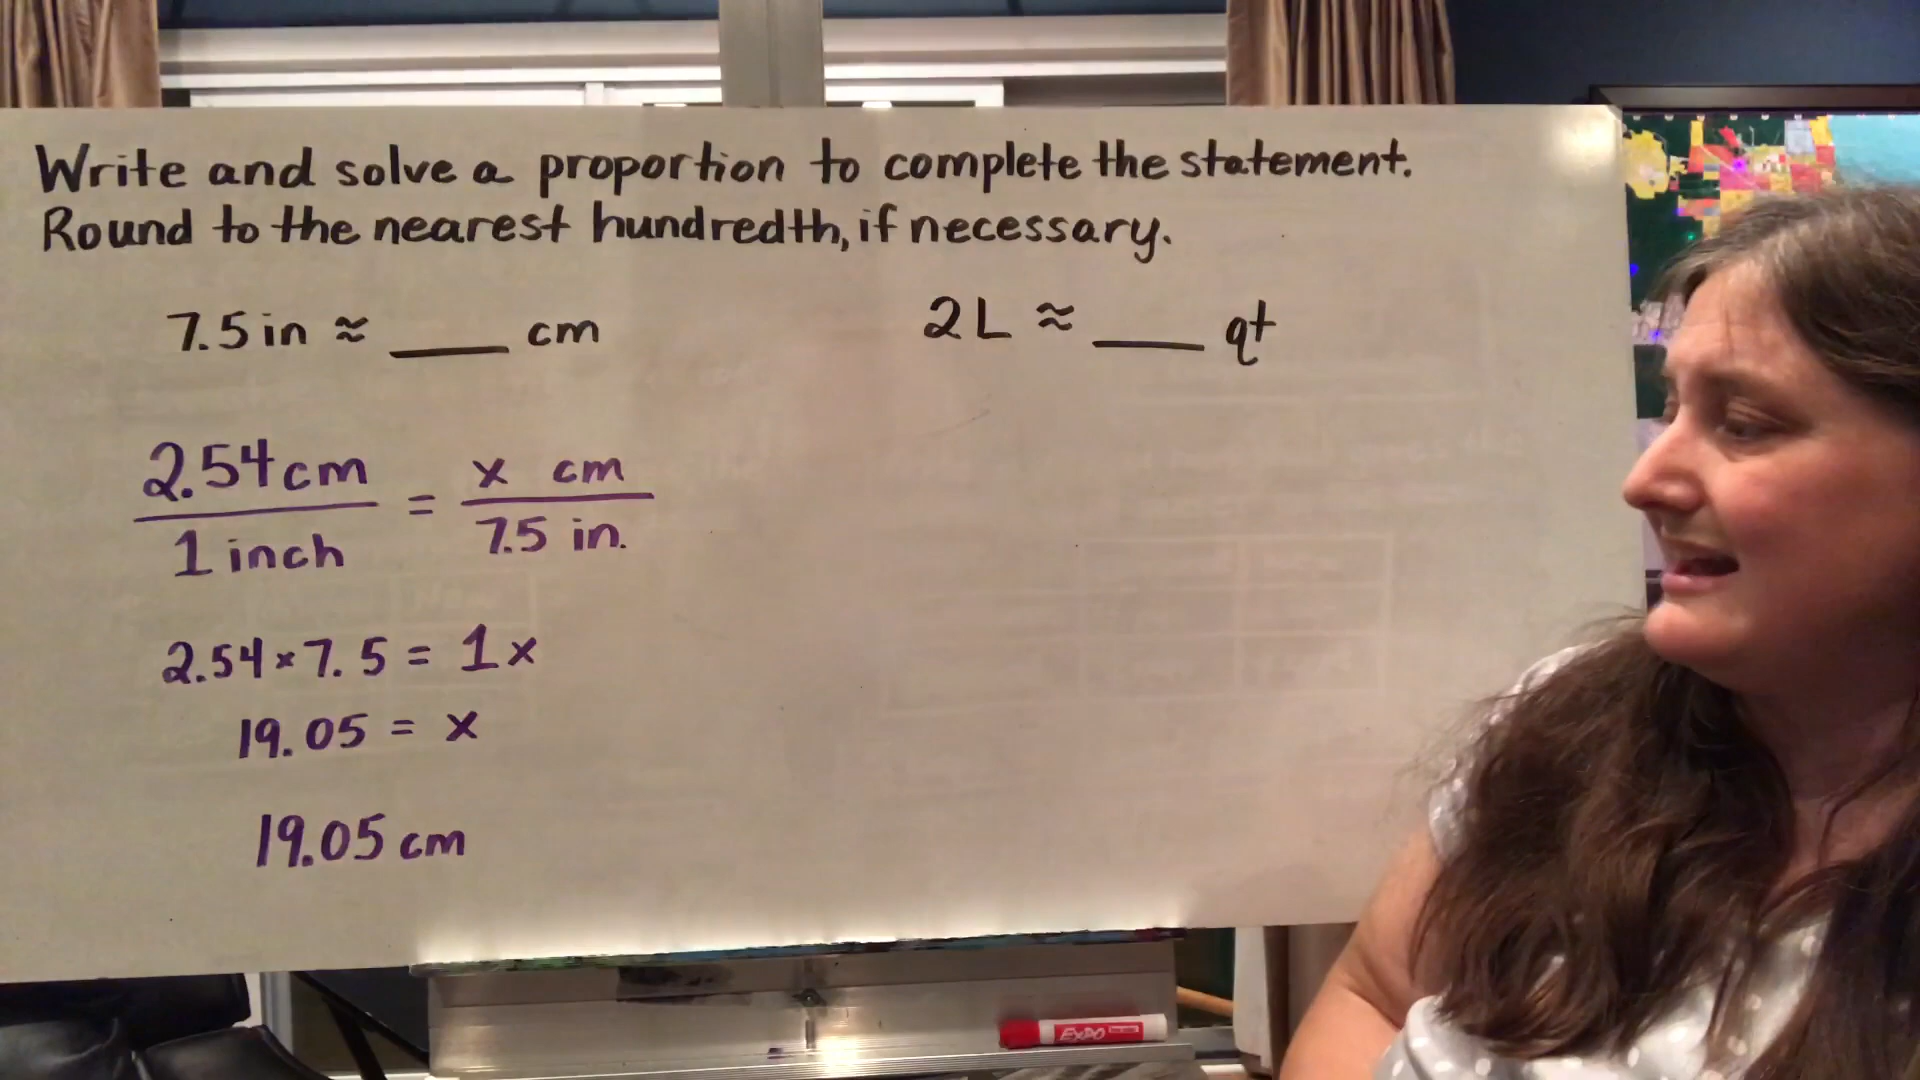 Write and solve a proportion to complete the statement.
Round to the nearest hundredth, if necessary.
7.5 in ≈ ___ cm
2.54 cm / 1 inch = x cm / 7.5 in.
2.54 × 7.5 = 1x
19.05 = x
19.05 cm
2 L ≈ ___ qt
EXPO